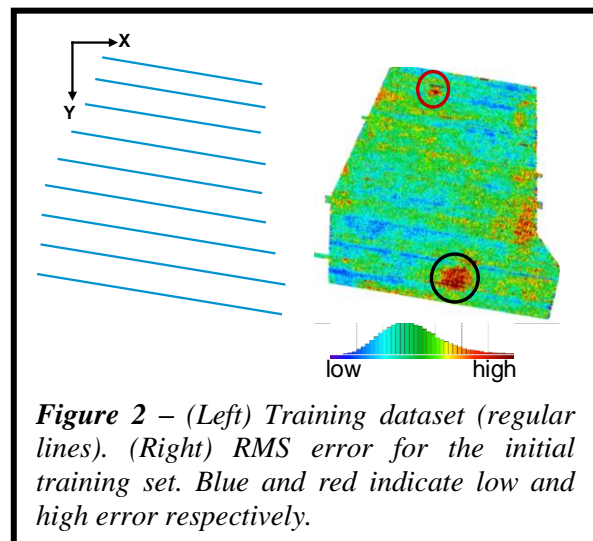 X
Y
low high
Figure 2 – (Left) Training dataset (regular
lines). (Right) RMS error for the initial
training set. Blue and red indicate low and
high error respectively.